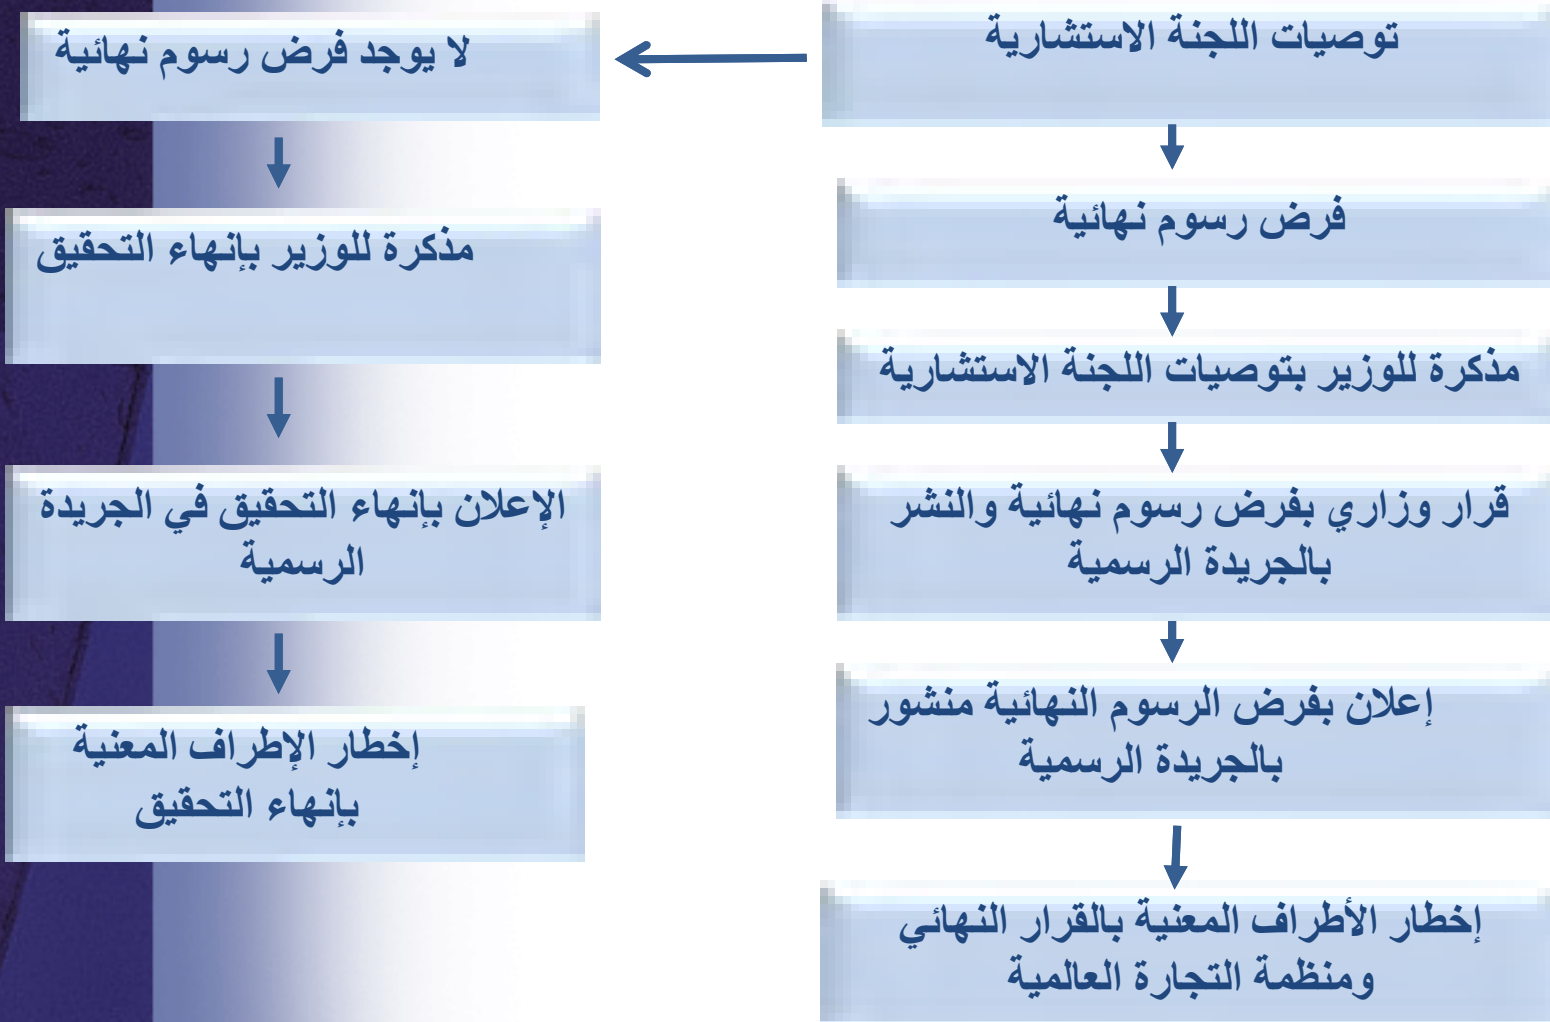 توصيات اللجنة الاستشارية
فرض رسوم نهائية
مذكرة للوزير بتوصيات اللجنة الاستشارية
قرار وزاري بفرض رسوم نهائية والنشر
بالجريدة الرسمية
إعلان بفرض الرسوم النهائية منشور
بالجريدة الرسمية
إخطار الأطراف المعنية بالقرار النهائي
ومنظمة التجارة العالمية
لا يوجد فرض رسوم نهائية
مذكرة للوزير بإنهاء التحقيق
الإعلان بإنهاء التحقيق في الجريدة
الرسمية
إخطار الإطراف المعنية
بإنهاء التحقيق